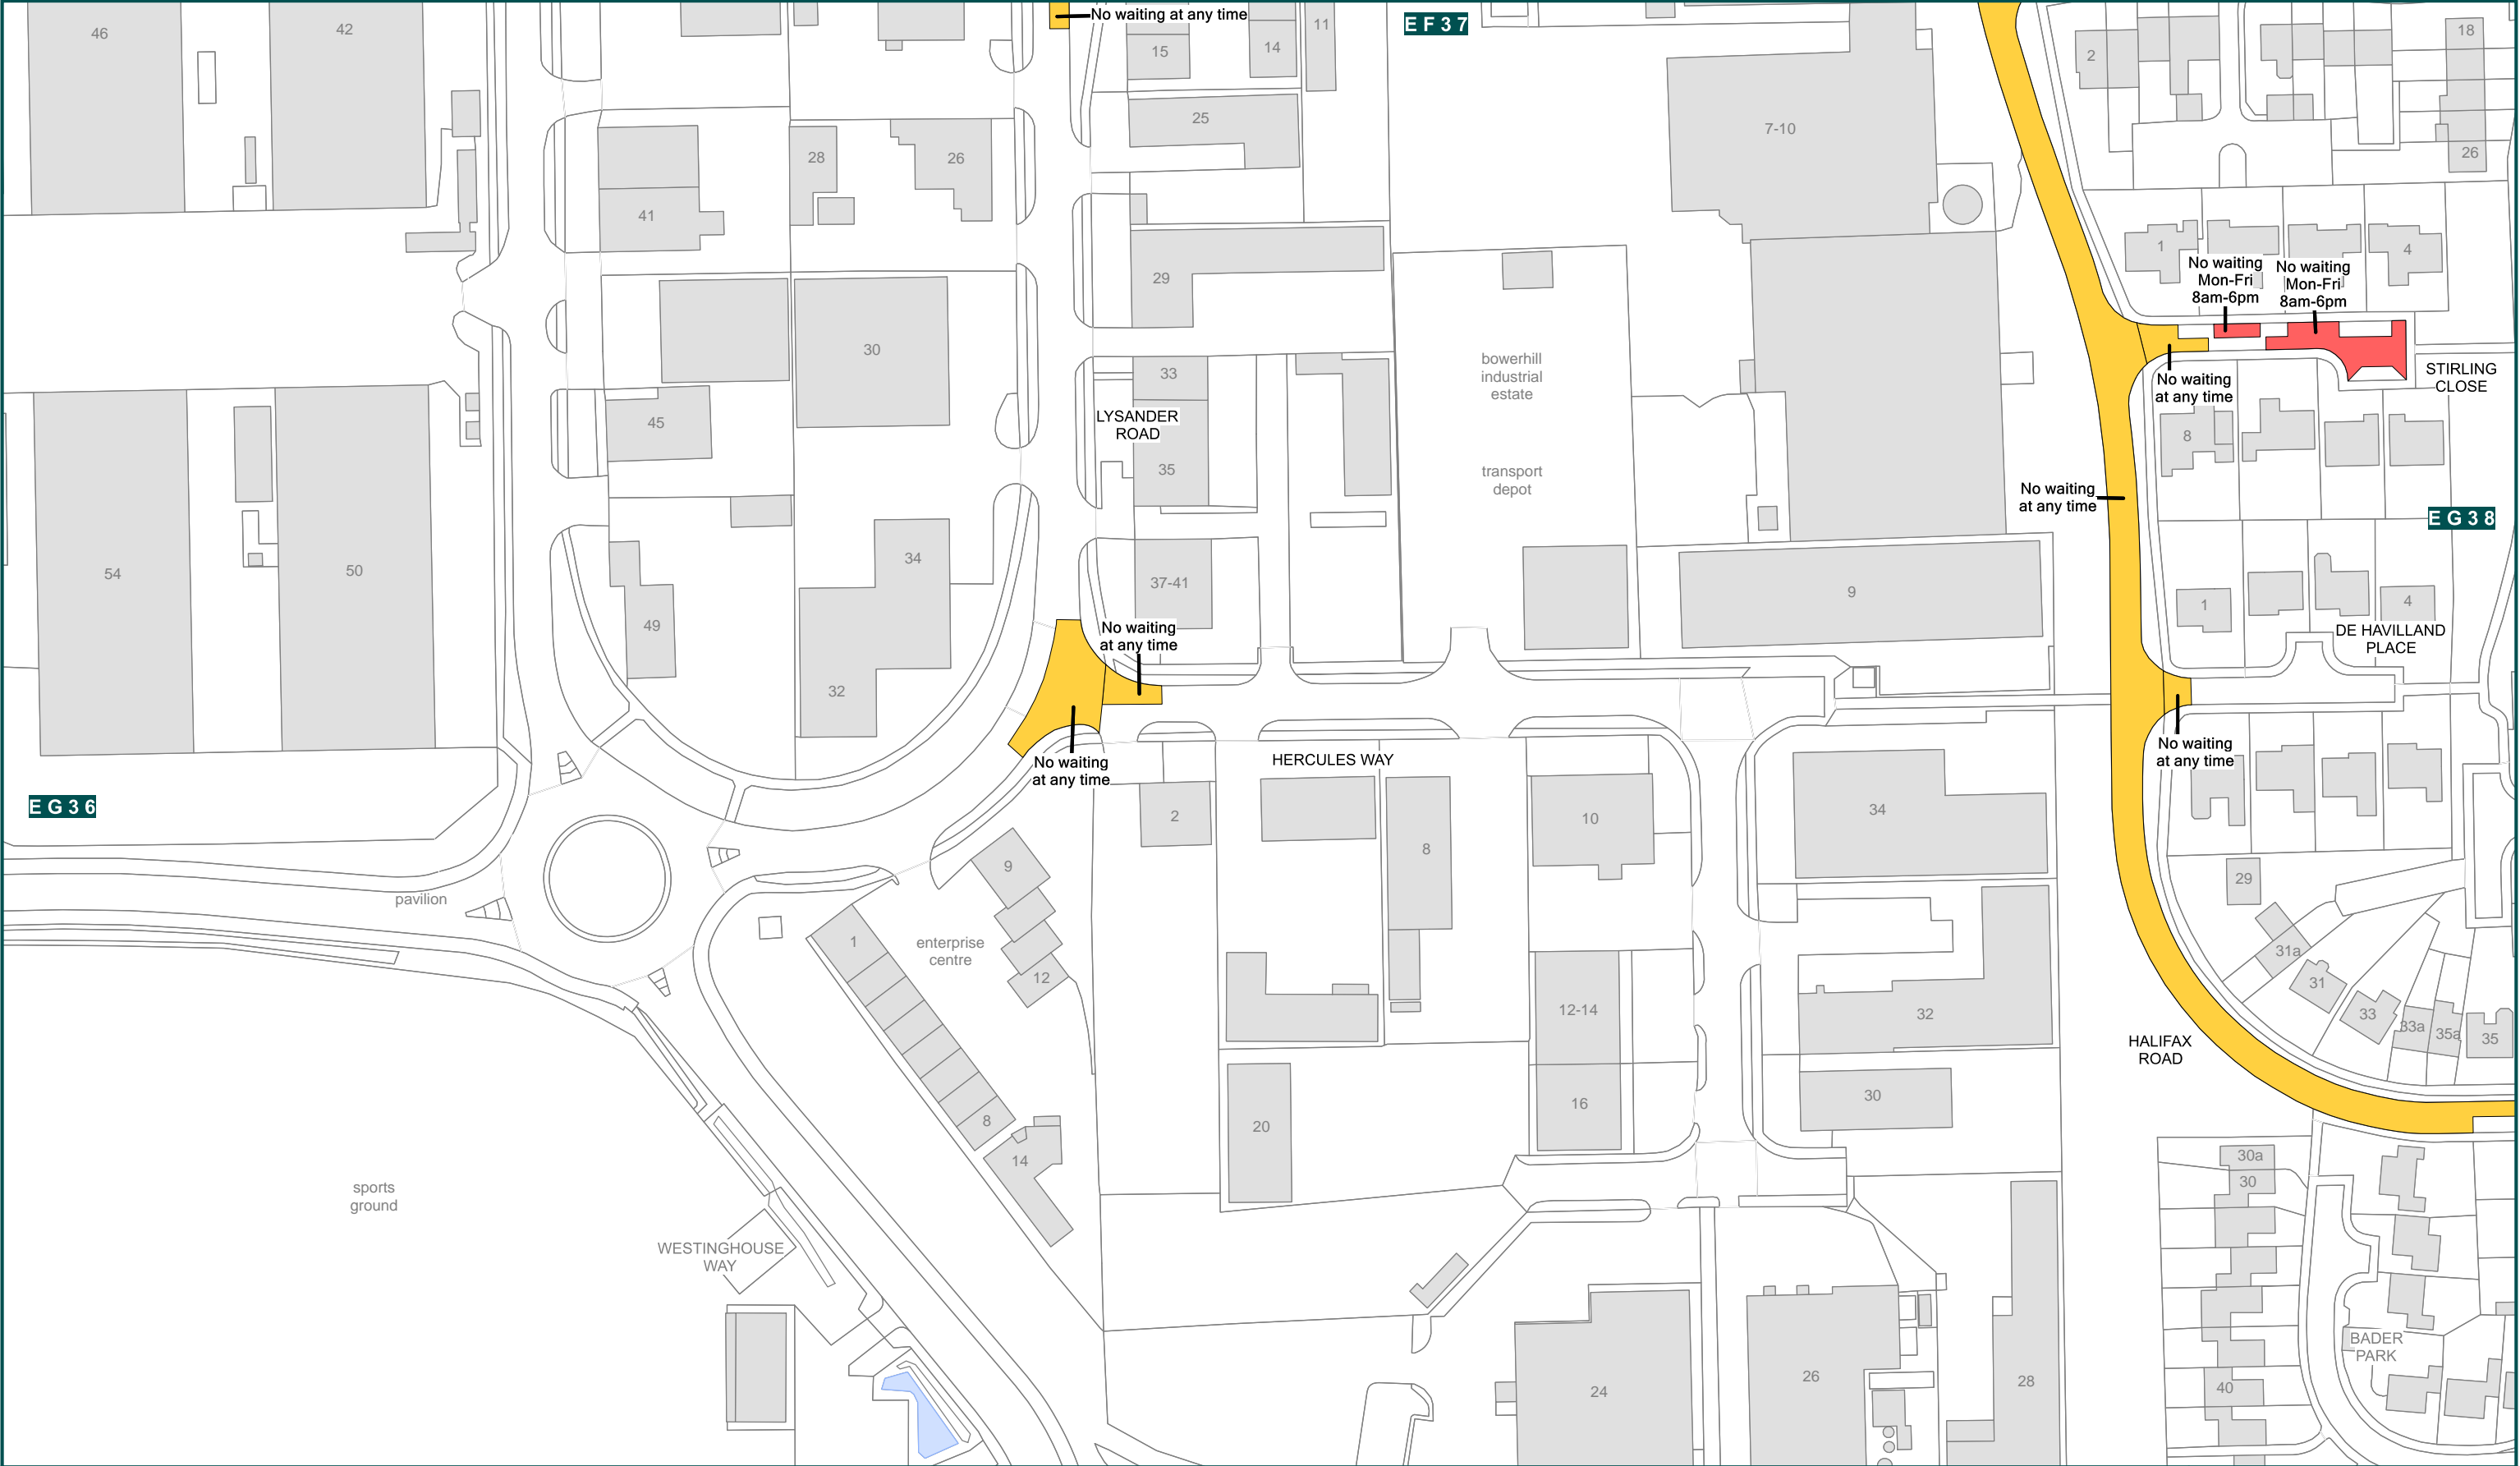 46
42
No waiting at any time
15
14
11
E F 3 7
2
18
25
7-10
26
28
26
41
1
4
29
No waiting
Mon-Fri
8am-6pm
No waiting
Mon-Fri
8am-6pm
30
bowerhill
industrial
estate
33
STIRLING
CLOSE
No waiting
at any time
LYSANDER
ROAD
45
8
35
transport
depot
No waiting
at any time
E G 3 8
54
50
34
37-41
9
1
4
49
No waiting
at any time
DE HAVILLAND
PLACE
32
HERCULES WAY
No waiting
at any time
No waiting
at any time
E G 3 6
2
10
34
8
9
29
pavilion
1
enterprise
centre
12
31a
31
12-14
32
33
33a
35a
35
HALIFAX
ROAD
30
16
8
20
14
30a
30
sports
ground
WESTINGHOUSE
WAY
BADER
PARK
24
26
28
40